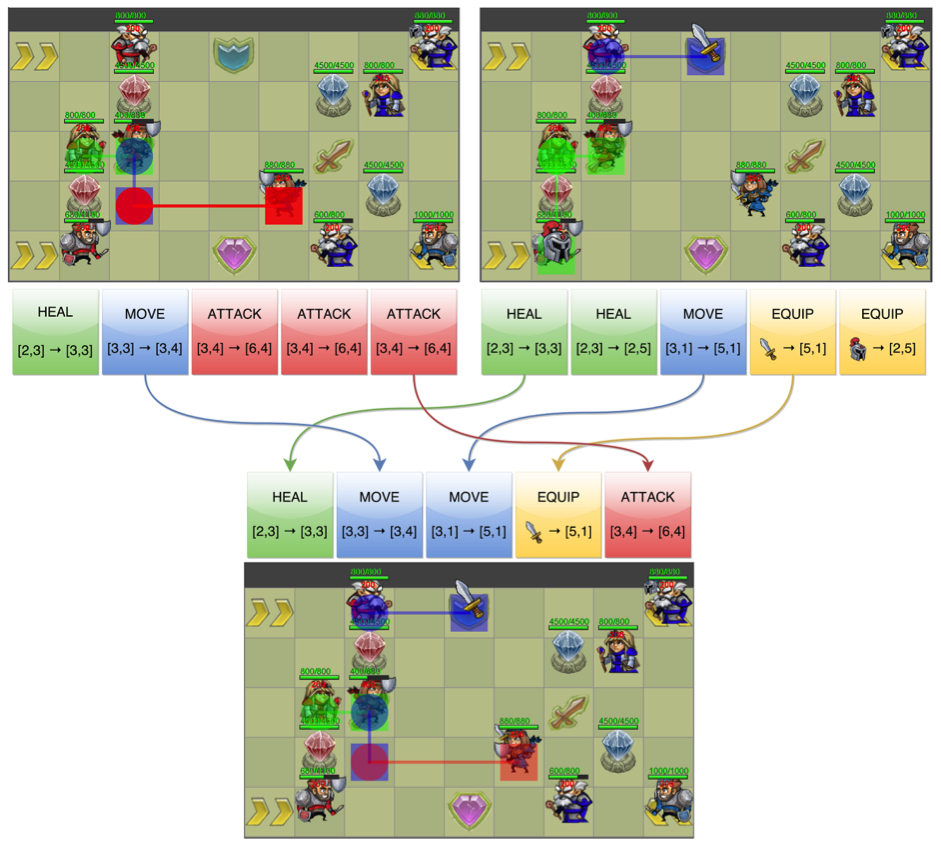 800/800
880/880
4500/4500
4500/4500
800/800
800/800
880/880
4500/4500
600/800
1000/1000
800/800
880/880
4500/4500
800/800
800/800
880/880
4500/4500
600/800
1000/1000
HEAL
[2,3] → [3,3]
MOVE
[3,3] → [3,4]
ATTACK
[3,4] → [6,4]
ATTACK
[3,4] → [6,4]
ATTACK
[3,4] → [6,4]
HEAL
[2,3] → [3,3]
HEAL
[2,3] → [2,5]
MOVE
[3,1] → [5,1]
EQUIP
→ [5,1]
EQUIP
→ [2,5]
HEAL
[2,3] → [3,3]
MOVE
[3,3] → [3,4]
MOVE
[3,1] → [5,1]
EQUIP
→ [5,1]
ATTACK
[3,4] → [6,4]
800/800
880/880
4500/4500
800/800
800/800
880/880
4500/4500
600/800
1000/1000